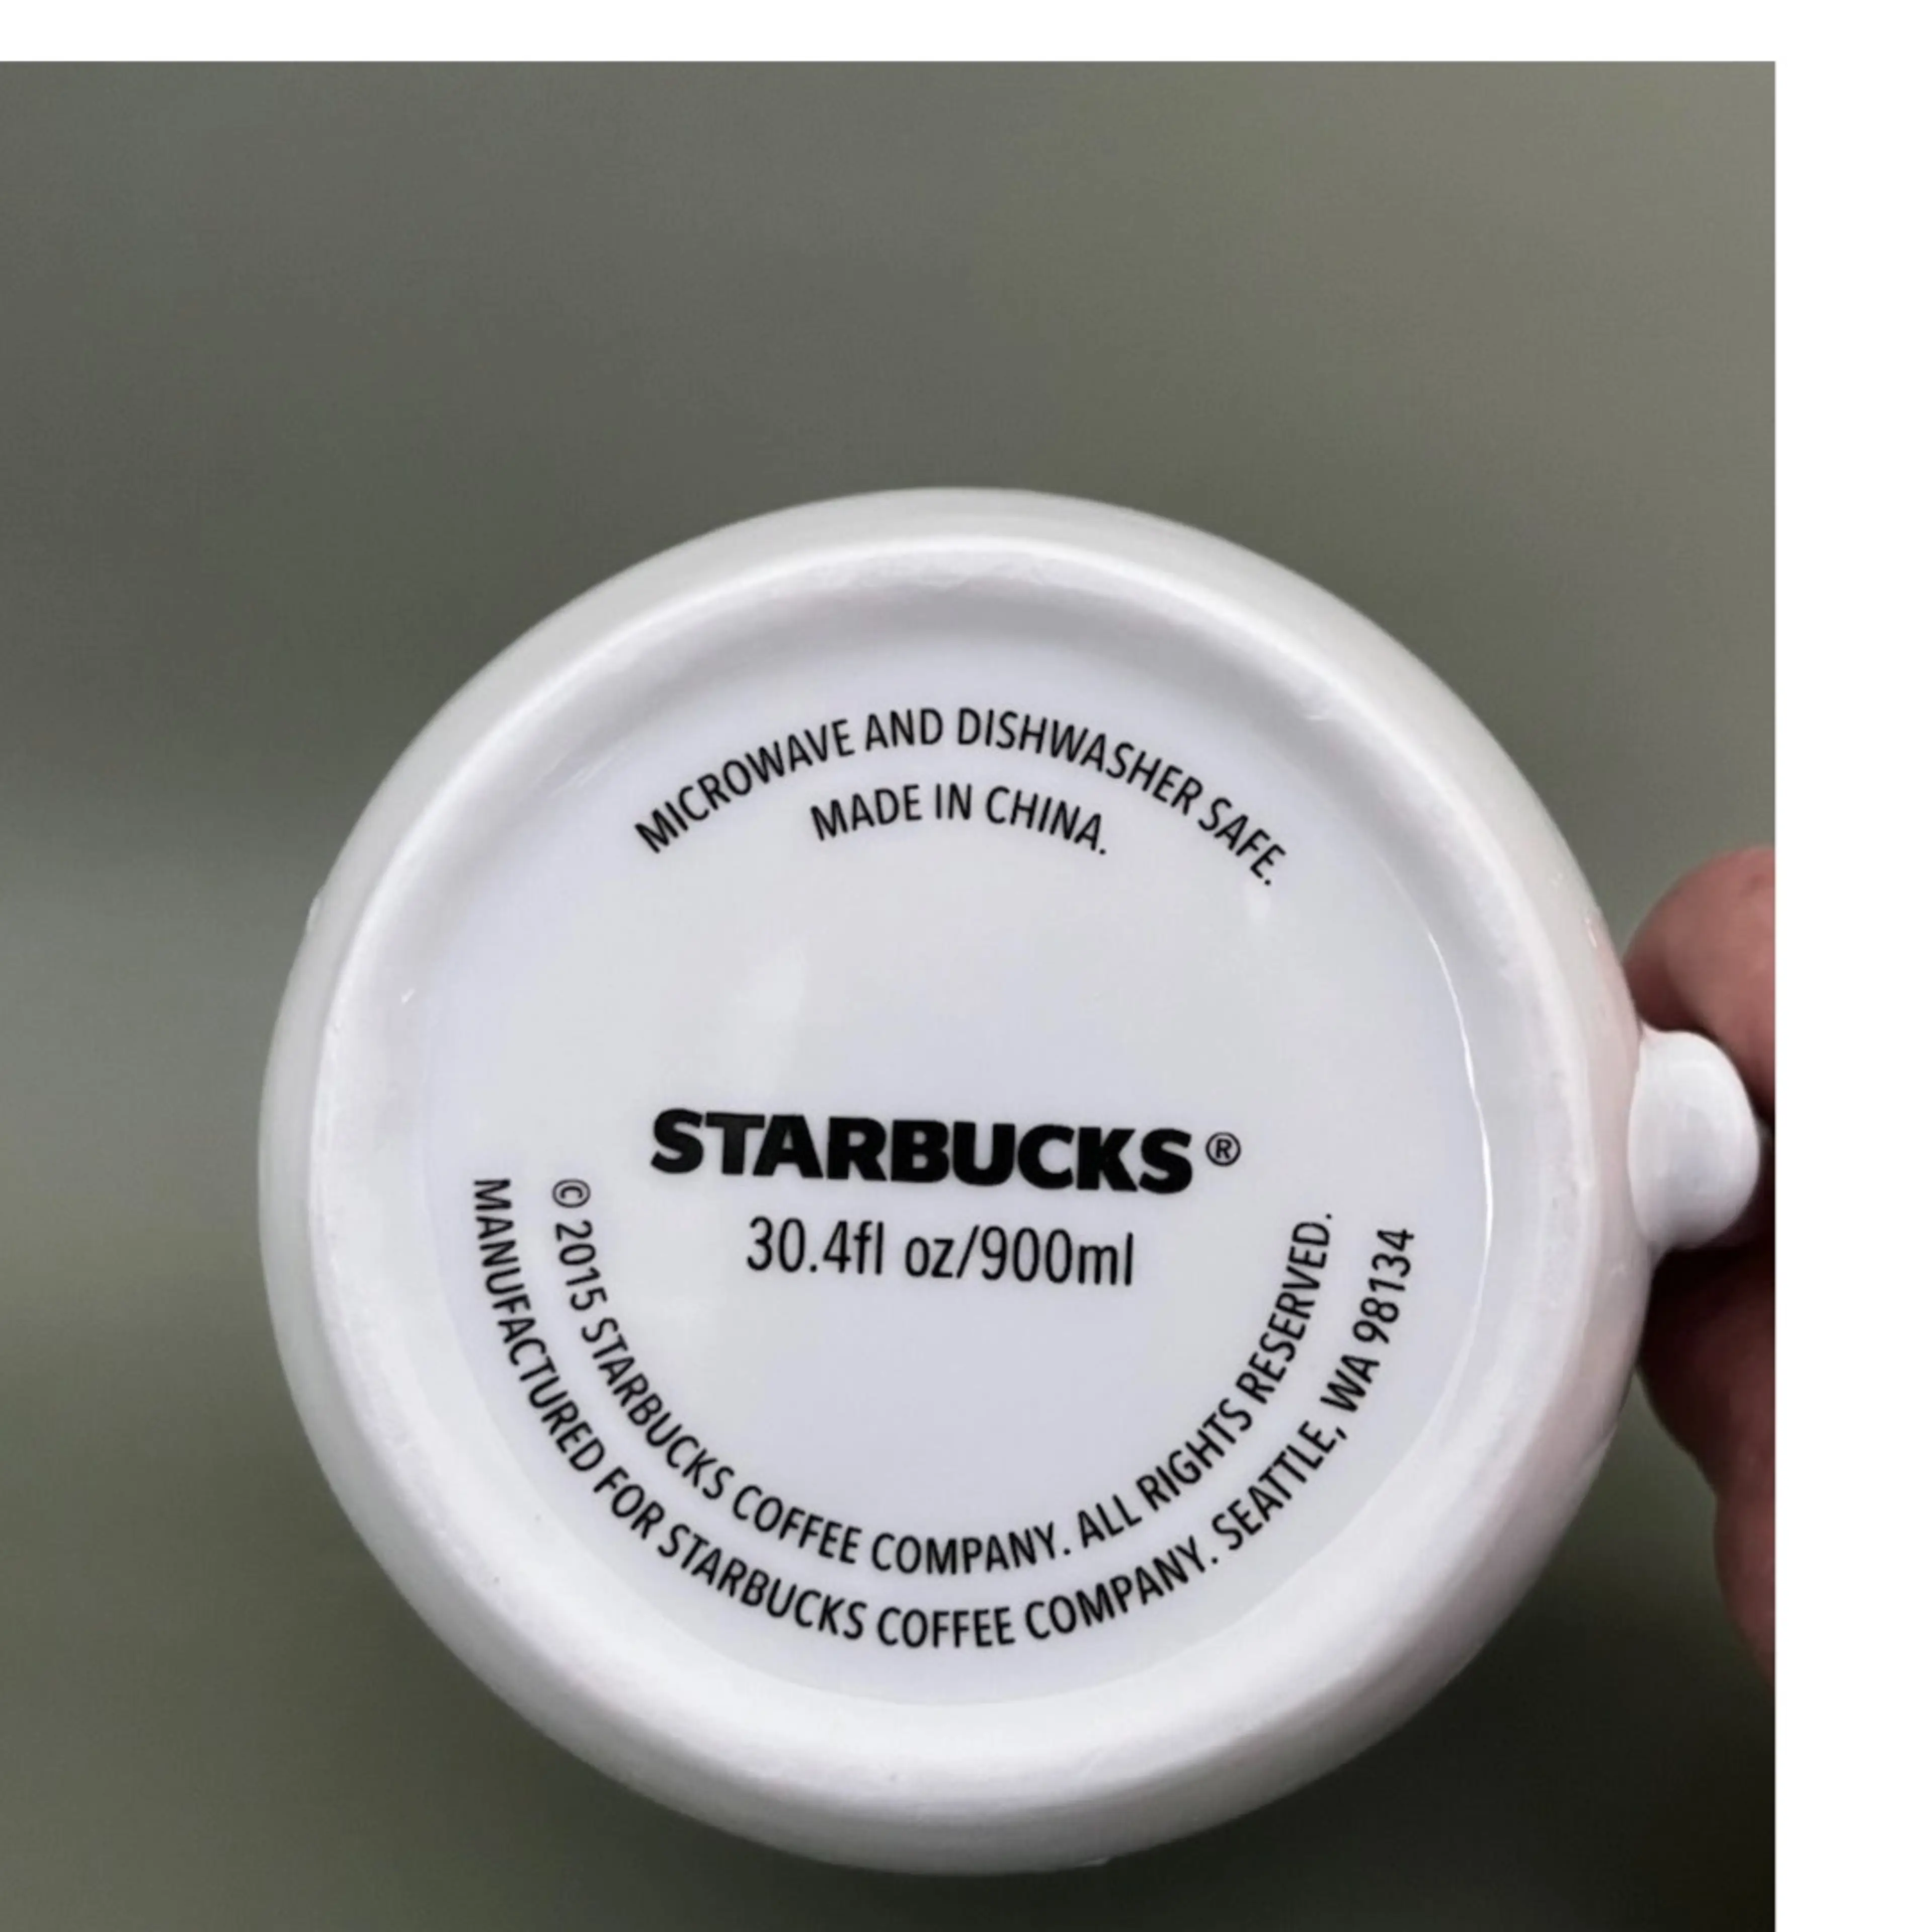 MICROWAVE AND DISHWASHER SAFE.
MADE IN CHINA.
STARBUCKS®
30.4fl oz/900ml
© 2015 STARBUCKS COFFEE COMPANY. ALL RIGHTS RESERVED.
MANUFACTURED FOR STARBUCKS COFFEE COMPANY. SEATTLE, WA 98134